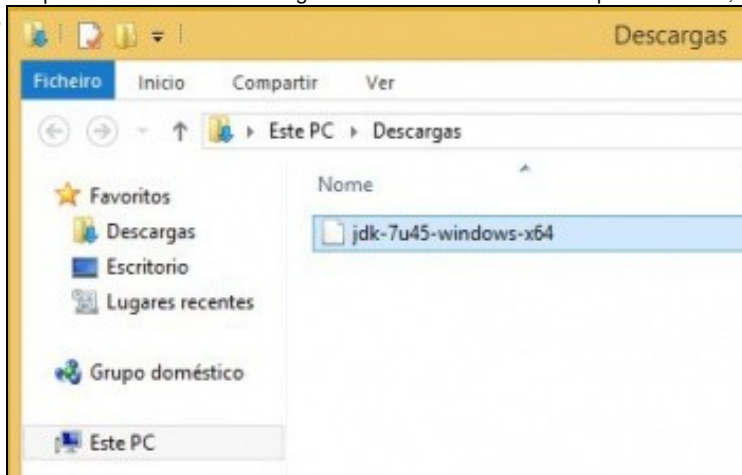 Descargas
Ficheiro Inicio Compartir Ver
Este PC Descargas
Favoritos
Descargas
Escritorio
Lugares recentes
Grupo doméstico
Este PC
Nome
jdk-7u45-windows-x64